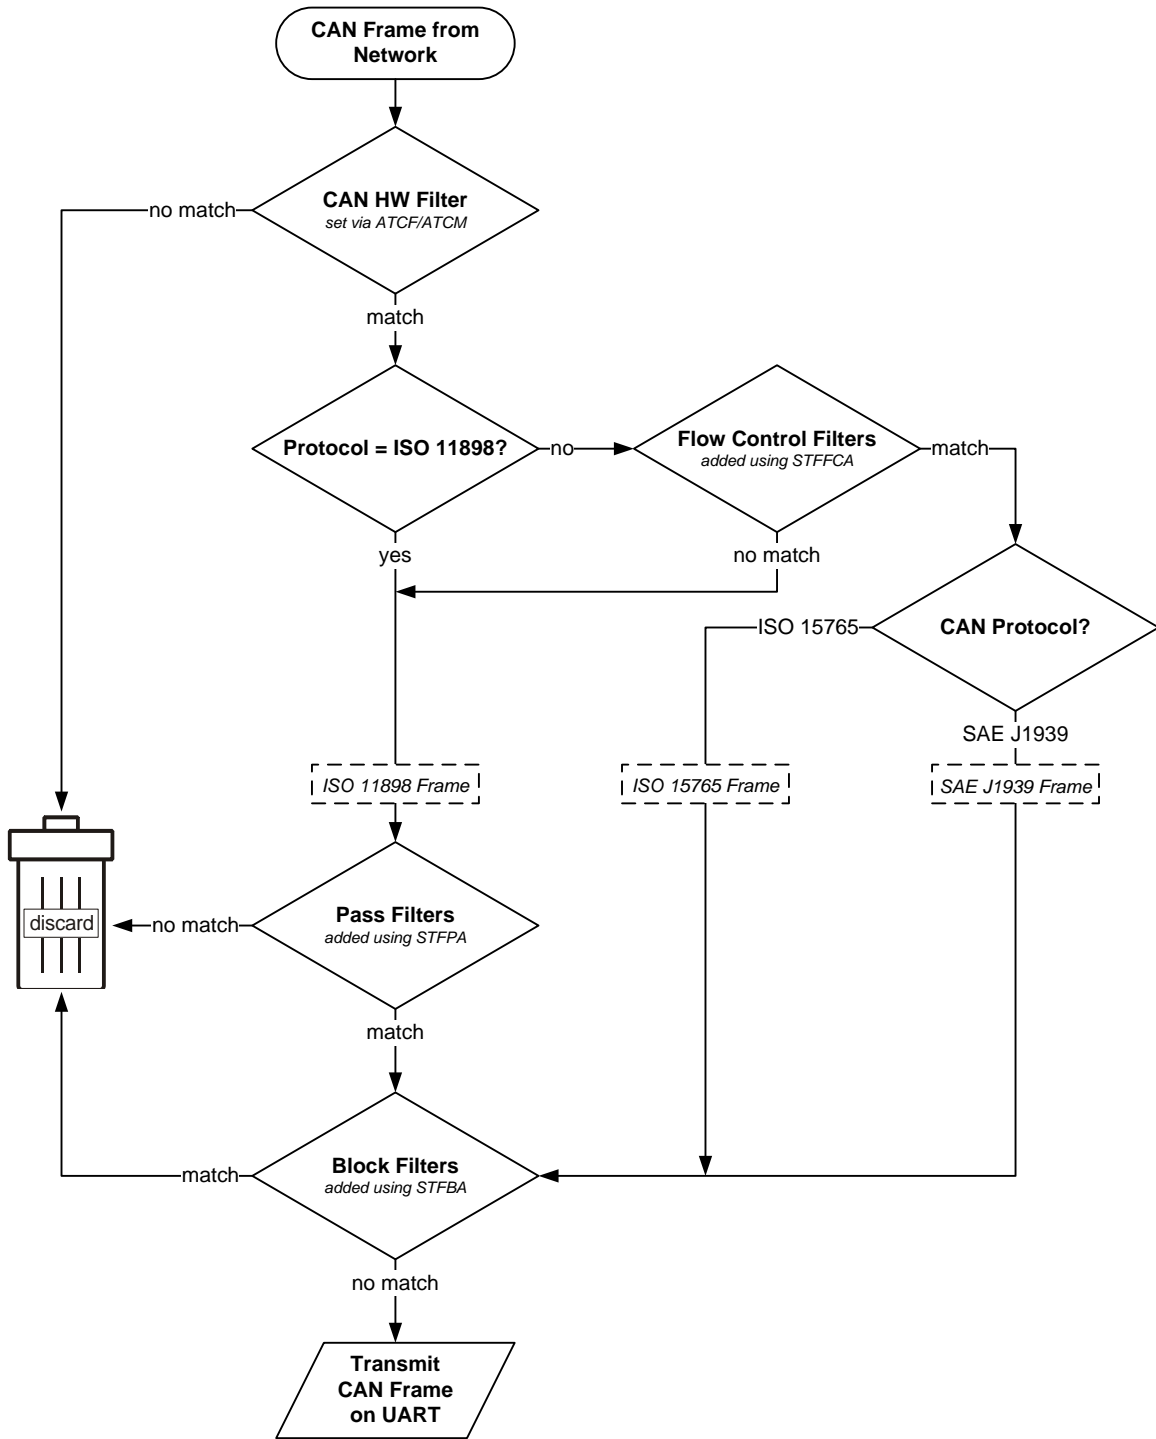 CAN Frame from
Network
CAN HW Filter
set via ATCF/ATCM
no match
match
Protocol = ISO 11898?
no
Flow Control Filters
added using STFFCA
match
yes
no match
ISO 15765
CAN Protocol?
SAE J1939
ISO 11898 Frame
ISO 15765 Frame
SAE J1939 Frame
discard
no match
Pass Filters
added using STFPA
match
match
Block Filters
added using STFBA
no match
Transmit
CAN Frame
on UART